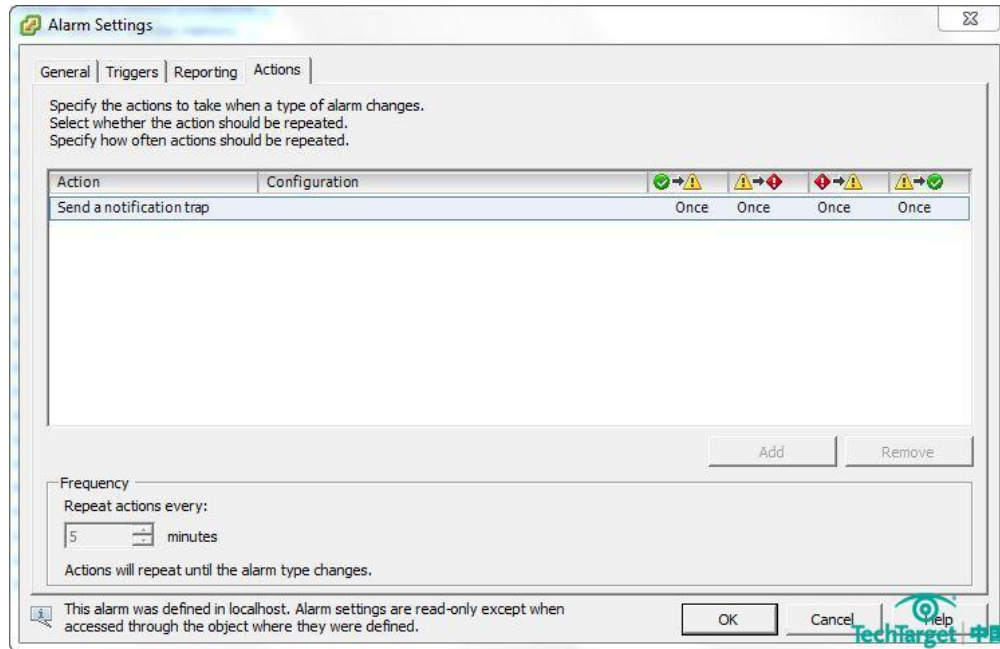 Alarm Settings
General Triggers Reporting Actions
Specify the actions to take when a type of alarm changes.
Select whether the action should be repeated.
Specify how often actions should be repeated.
Action Configuration
Send a notification trap Once Once Once Once
Add Remove
Frequency
Repeat actions every:
5 minutes
Actions will repeat until the alarm type changes.
This alarm was defined in localhost. Alarm settings are read-only except when
accessed through the object where they were defined.
OK Cancel Help
TechTarget 中国